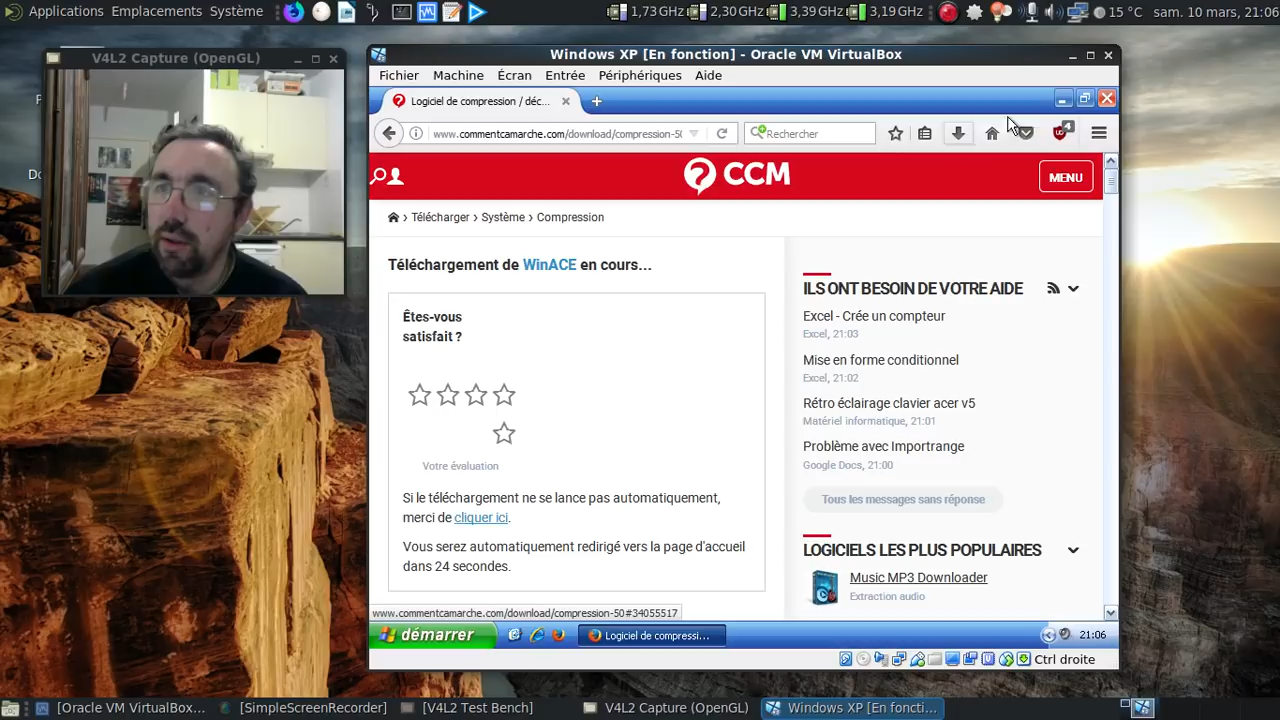 Applications Emplacements Système
1,73 GHz 2,30 GHz 3,39 GHz 3,19 GHz 15 °C sam. 10 mars, 21:06
V4L2 Capture (OpenGL)
Windows XP [En fonction] - Oracle VM VirtualBox
Fichier Machine Écran Entrée Périphériques Aide
Logiciel de compression / déc...
www.commentcamarche.com/download/compression-50
Rechercher
4
CCM
MENU
Télécharger > Système > Compression
Téléchargement de WinACE en cours...
Êtes-vous
satisfait ?
Votre évaluation
Si le téléchargement ne se lance pas automatiquement,
merci de cliquer ici.
Vous serez automatiquement redirigé vers la page d'accueil
dans 24 secondes.
ILS ONT BESOIN DE VOTRE AIDE
Excel - Crée un compteur
Excel, 21:03
Mise en forme conditionnel
Excel, 21:02
Rétro éclairage clavier acer v5
Matériel informatique, 21:01
Problème avec Importrange
Google Docs, 21:00
Tous les messages sans réponse
LOGICIELS LES PLUS POPULAIRES
Music MP3 Downloader
Extraction audio
www.commentcamarche.com/download/compression-50#34055517
démarrer
Logiciel de compressi...
21:06
Ctrl droite
[Oracle VM VirtualBox...
[SimpleScreenRecorder]
[V4L2 Test Bench]
V4L2 Capture (OpenGL)
Windows XP [En foncti...